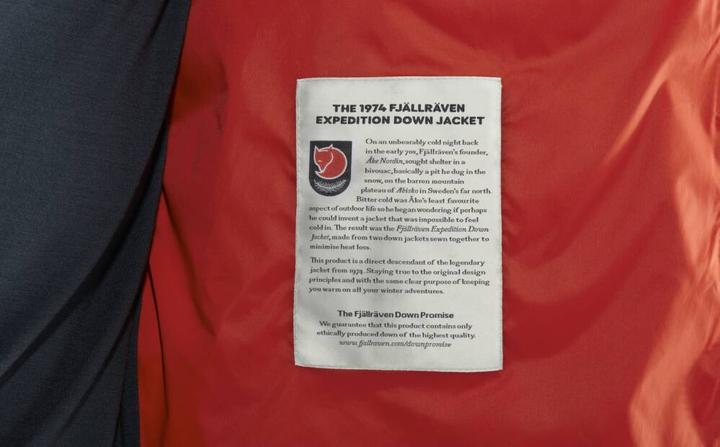 THE 1974 FJÄLLRÄVEN
EXPEDITION DOWN JACKET
On an unbearably cold night back
in the early 70s, Fjällräven's founder,
Åke Nordin, sought shelter in a
bivouac, basically a pit he dug in the
snow, on the barren mountain
plateau of Abisko in Sweden's far north.
Bitter cold was Åke's least favourite
aspect of outdoor life so he began wondering if perhaps
he could invent a jacket that was impossible to feel
cold in. The result was the Fjällräven Expedition Down
Jacket, made from two down jackets sewn together to
minimise heat loss.
This product is a direct descendant of the legendary
jacket from 1974. Staying true to the original design
principles and with the same clear purpose of keeping
you warm on all your winter adventures.
The Fjällräven Down Promise
We guarantee that this product contains only
ethically produced down of the highest quality.
www.fjallraven.com/downpromise